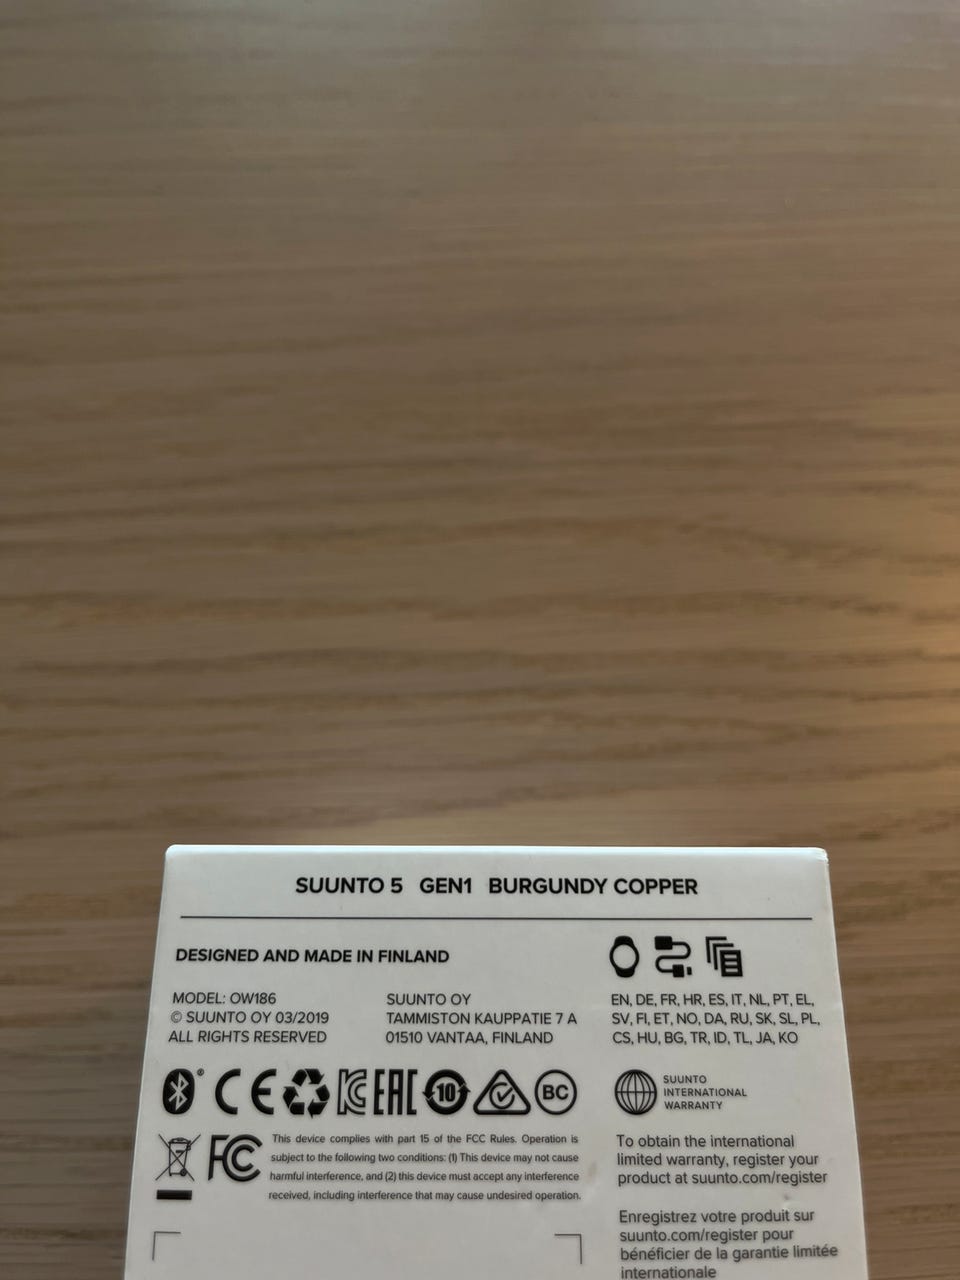 SUUNTO 5 GEN1 BURGUNDY COPPER
DESIGNED AND MADE IN FINLAND
MODEL: OW186
© SUUNTO OY 03/2019
ALL RIGHTS RESERVED
SUUNTO OY
TAMMISTON KAUPPATIE 7 A
01510 VANTAA, FINLAND
EN, DE, FR, HR, ES, IT, NL, PT, EL,
SV, FI, ET, NO, DA, RU, SK, SL, PL,
CS, HU, BG, TR, ID, TL, JA, KO
® CE KC EAC 10 BC
SUUNTO
INTERNATIONAL
WARRANTY
FC
This device complies with part 15 of the FCC Rules. Operation is
subject to the following two conditions: (1) This device may not cause
harmful interference, and (2) this device must accept any interference
received, including interference that may cause undesired operation.
To obtain the international
limited warranty, register your
product at suunto.com/register
Enregistrez votre produit sur
suunto.com/register pour
bénéficier de la garantie limitée
internationale